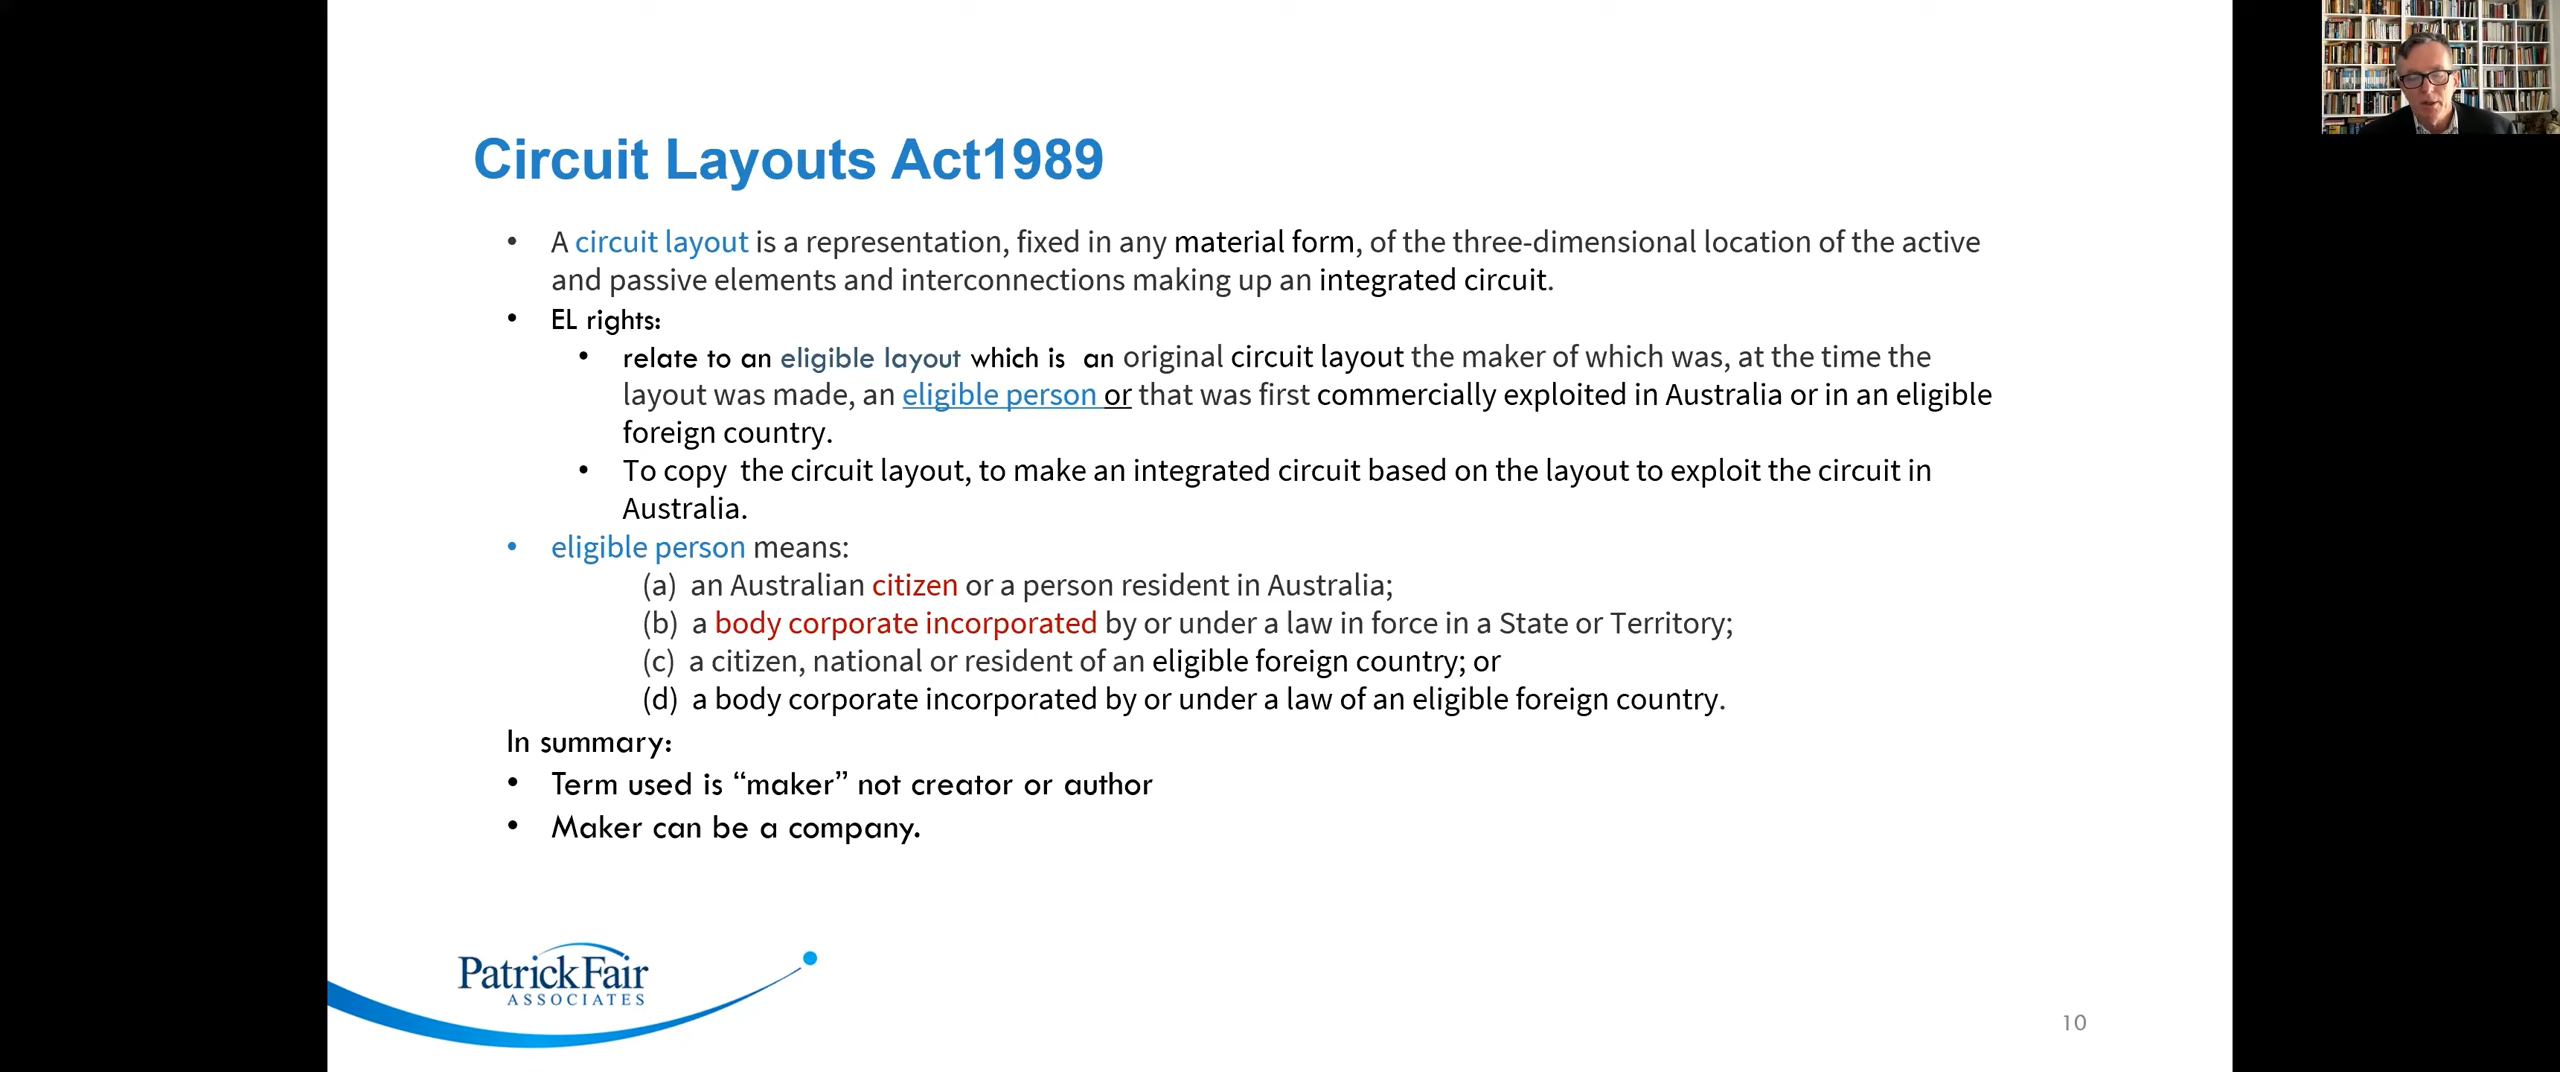 Circuit Layouts Act1989
• A circuit layout is a representation, fixed in any material form, of the three-dimensional location of the active
and passive elements and interconnections making up an integrated circuit.
• EL rights:
• relate to an eligible layout which is  an original circuit layout the maker of which was, at the time the
layout was made, an eligible person or that was first commercially exploited in Australia or in an eligible
foreign country.
• To copy  the circuit layout, to make an integrated circuit based on the layout to exploit the circuit in
Australia.
• eligible person means:
(a)  an Australian citizen or a person resident in Australia;
(b)  a body corporate incorporated by or under a law in force in a State or Territory;
(c)  a citizen, national or resident of an eligible foreign country; or
(d)  a body corporate incorporated by or under a law of an eligible foreign country.
In summary:
• Term used is “maker” not creator or author
• Maker can be a company.
PatrickFair
ASSOCIATES
10